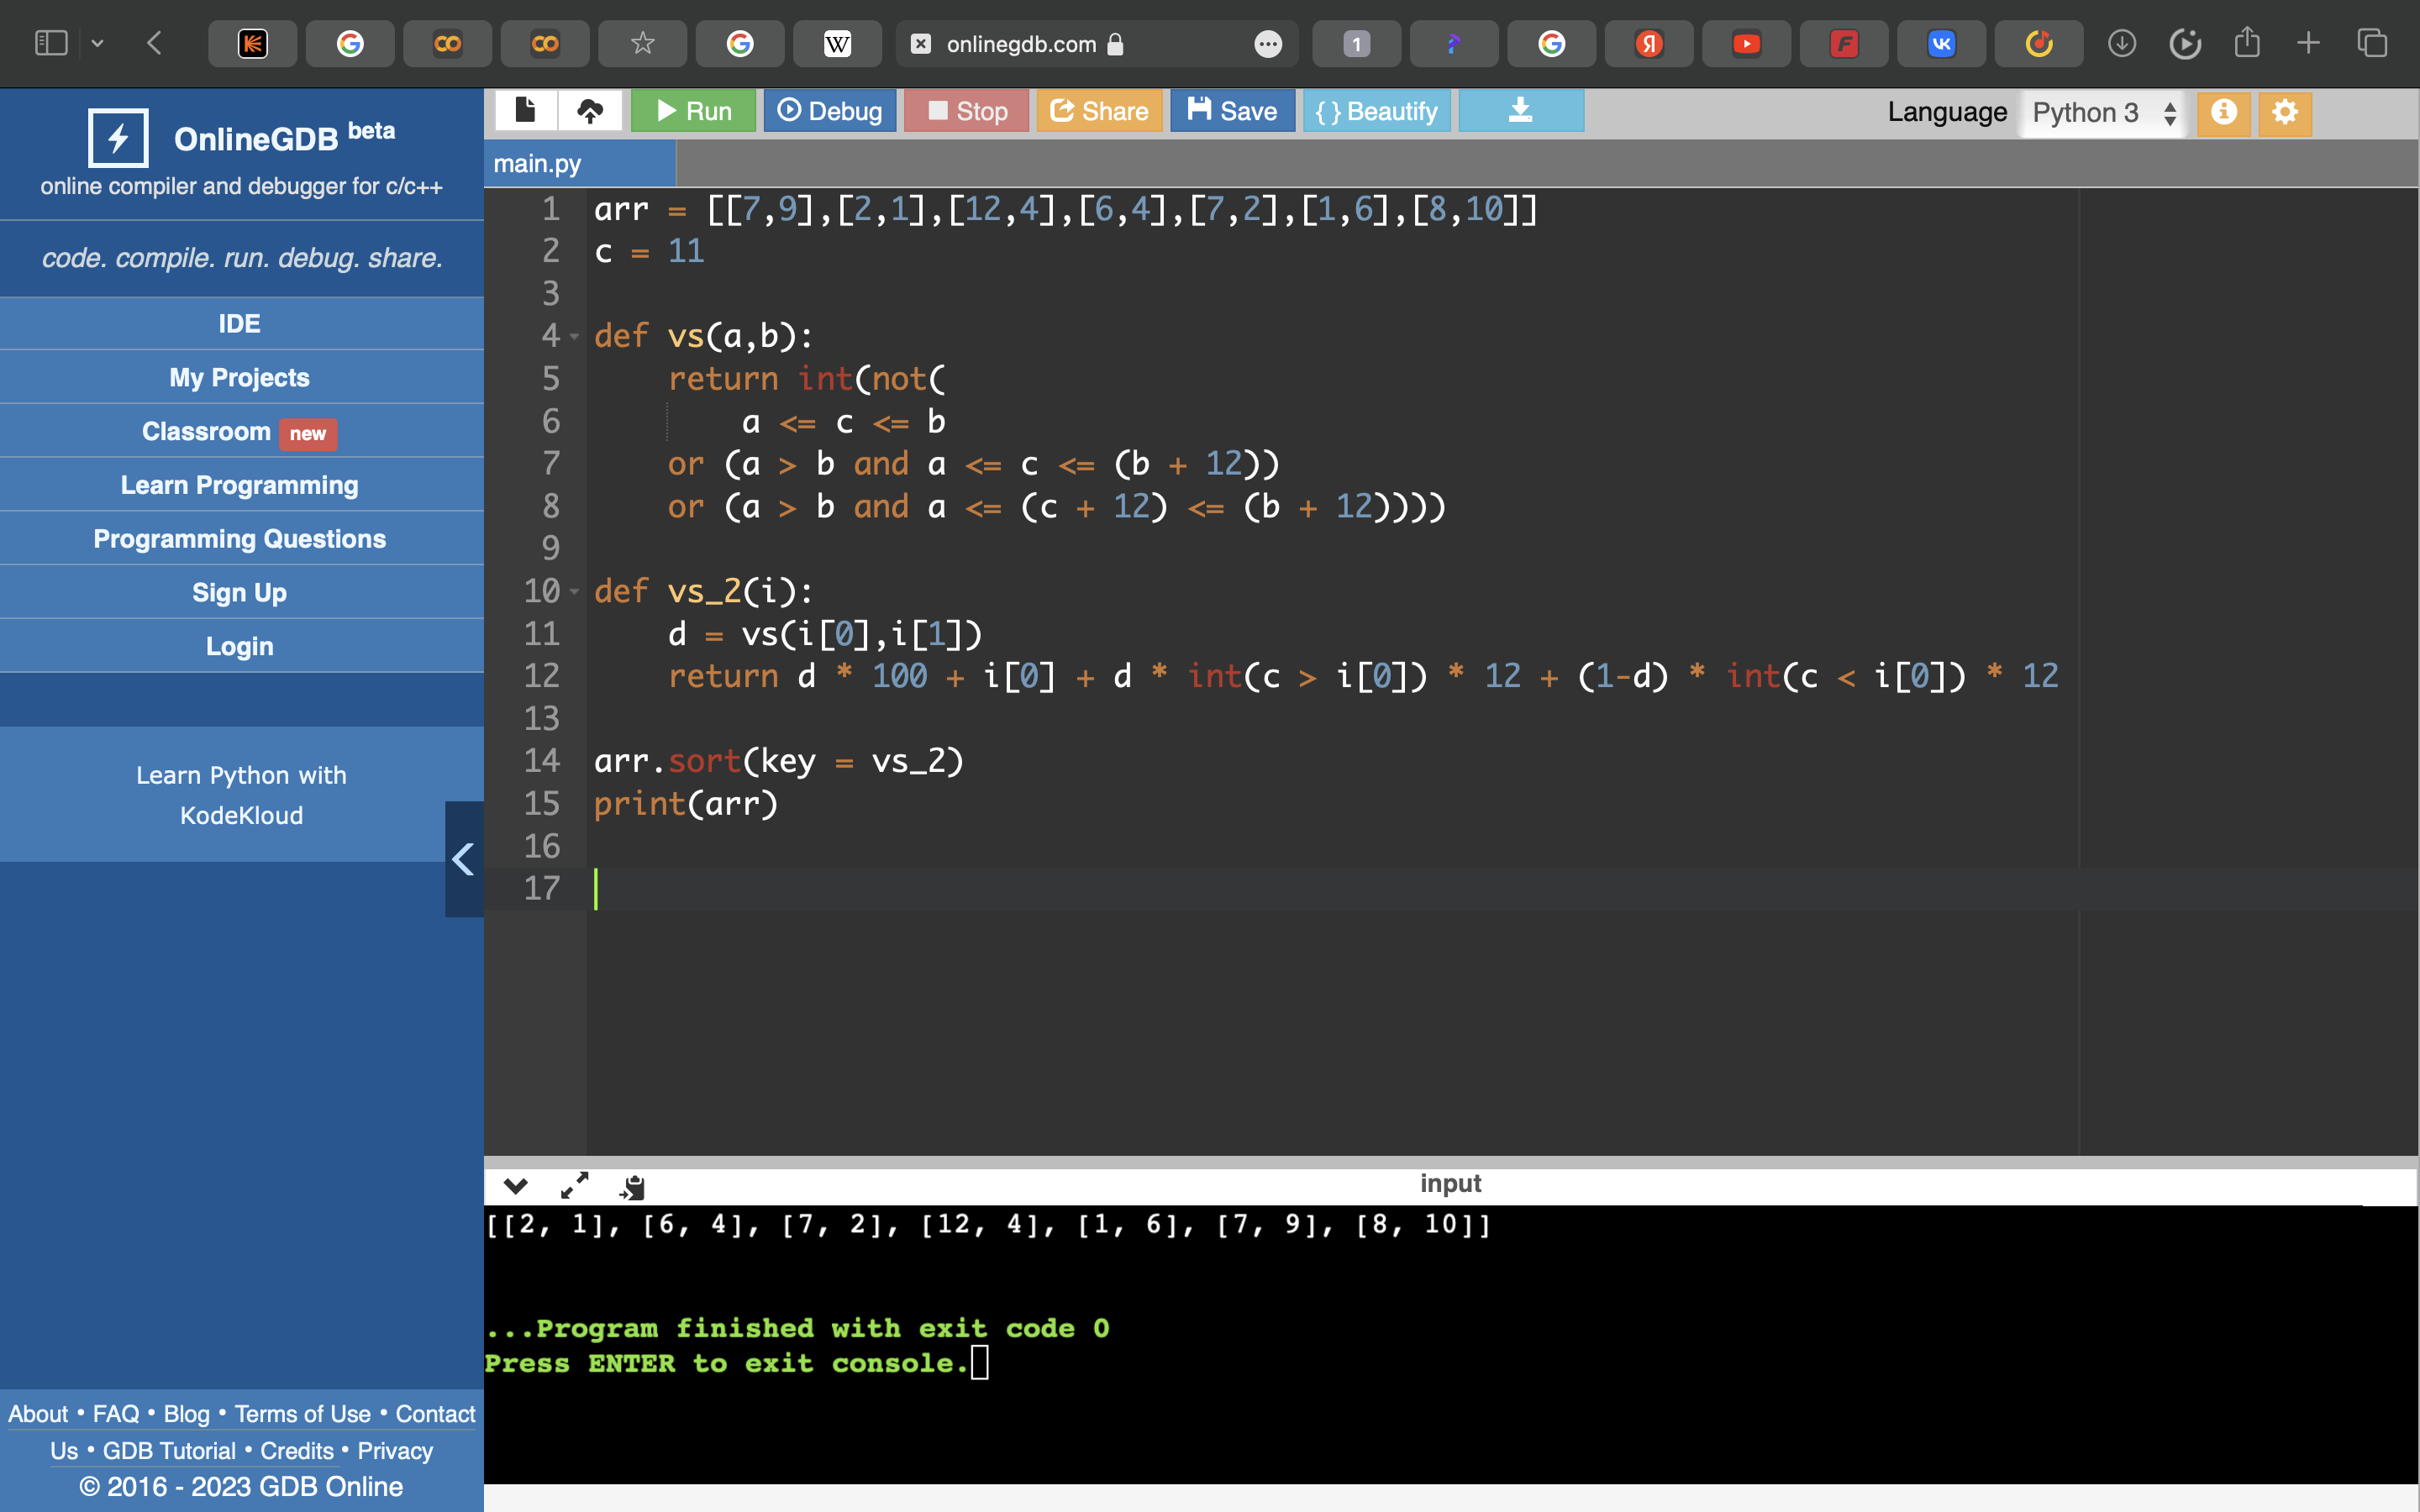 onlinegdb.com
1
OnlineGDB beta
online compiler and debugger for c/c++
code. compile. run. debug. share.
IDE
My Projects
Classroom new
Learn Programming
Programming Questions
Sign Up
Login
Learn Python with
KodeKloud
About • FAQ • Blog • Terms of Use • Contact
Us • GDB Tutorial • Credits • Privacy
© 2016 - 2023 GDB Online
Run Debug Stop Share Save {} Beautify Language Python 3
main.py
1 arr = [[7,9],[2,1],[12,4],[6,4],[7,2],[1,6],[8,10]]
2 c = 11
3
4 def vs(a,b):
5     return int(not(
6         a <= c <= b
7     or (a > b and a <= c <= (b + 12))
8     or (a > b and a <= (c + 12) <= (b + 12))))
9
10 def vs_2(i):
11     d = vs(i[0],i[1])
12     return d * 100 + i[0] + d * int(c > i[0]) * 12 + (1-d) * int(c < i[0]) * 12
13
14 arr.sort(key = vs_2)
15 print(arr)
16
17
input
[[2, 1], [6, 4], [7, 2], [12, 4], [1, 6], [7, 9], [8, 10]]
...Program finished with exit code 0
Press ENTER to exit console.